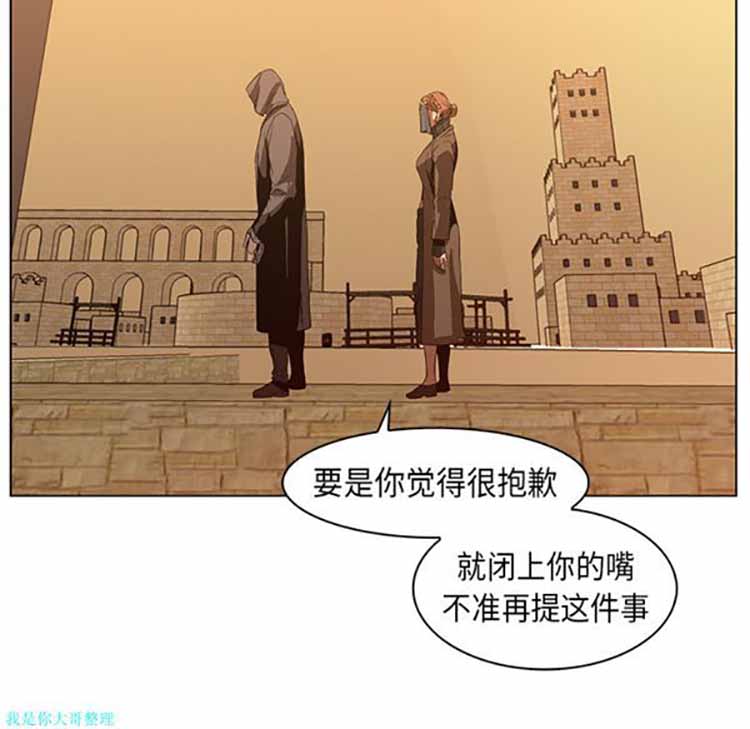 要是你觉得很抱歉
就闭上你的嘴
不准再提这件事
我是你大哥整理